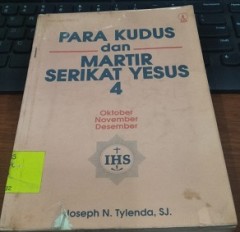 PARA KUDUS
dan
MARTIR
SERIKAT YESUS
4
Oktober
November
Desember
IHS
Joseph N. Tylenda, SJ.